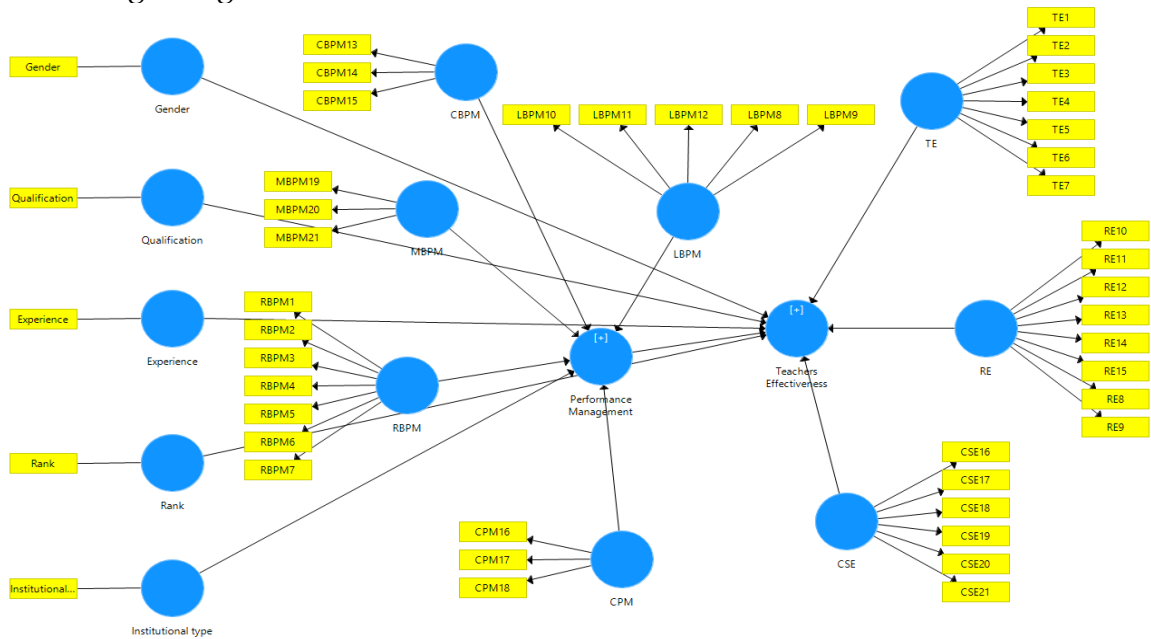 Gender
Gender
Qualification
Qualification
Experience
Experience
Rank
Rank
Institutional...
Institutional type
CBPM13
CBPM14
CBPM15
CBPM
MBPM19
MBPM20
MBPM21
MBPM
RBPM1
RBPM2
RBPM3
RBPM4
RBPM5
RBPM6
RBPM7
RBPM
LBPM10
LBPM11
LBPM12
LBPM8
LBPM9
LBPM
[+]
Performance
Management
CPM16
CPM17
CPM18
CPM
[+]
Teachers
Effectiveness
TE1
TE2
TE3
TE4
TE5
TE6
TE7
TE
RE10
RE11
RE12
RE13
RE14
RE15
RE8
RE9
RE
CSE16
CSE17
CSE18
CSE19
CSE20
CSE21
CSE